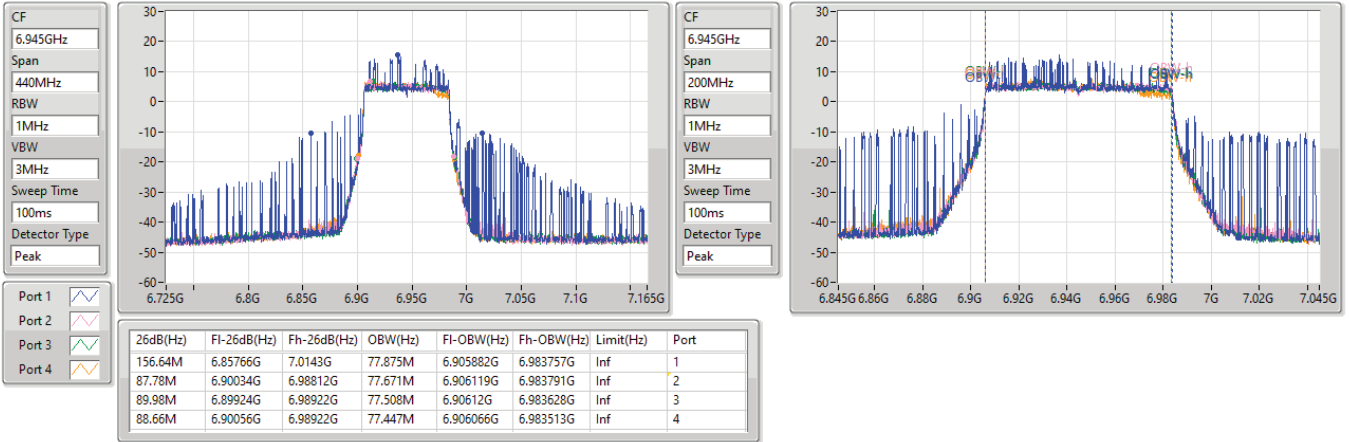 CF
6.945GHz
Span
440MHz
RBW
1MHz
VBW
3MHz
Sweep Time
100ms
Detector Type
Peak
30
20
10
0
-10
-20
-30
-40
-50
-60
6.725G 6.8G 6.85G 6.9G 6.95G 7G 7.05G 7.1G 7.165G
CF
6.945GHz
Span
200MHz
RBW
1MHz
VBW
3MHz
Sweep Time
100ms
Detector Type
Peak
30
20
10
0
-10
-20
-30
-40
-50
-60
OBW-h
6.845G 6.86G 6.88G 6.9G 6.92G 6.94G 6.96G 6.98G 7G 7.02G 7.045G
Port 1
Port 2
Port 3
Port 4
26dB(Hz) Fl-26dB(Hz) Fh-26dB(Hz) OBW(Hz) Fl-OBW(Hz) Fh-OBW(Hz) Limit(Hz) Port
156.64M 6.85766G 7.0143G 77.875M 6.905882G 6.983757G Inf 1
87.78M 6.90034G 6.98812G 77.671M 6.906119G 6.983791G Inf 2
89.98M 6.89924G 6.98922G 77.508M 6.90612G 6.983628G Inf 3
88.66M 6.90056G 6.98922G 77.447M 6.906066G 6.983513G Inf 4